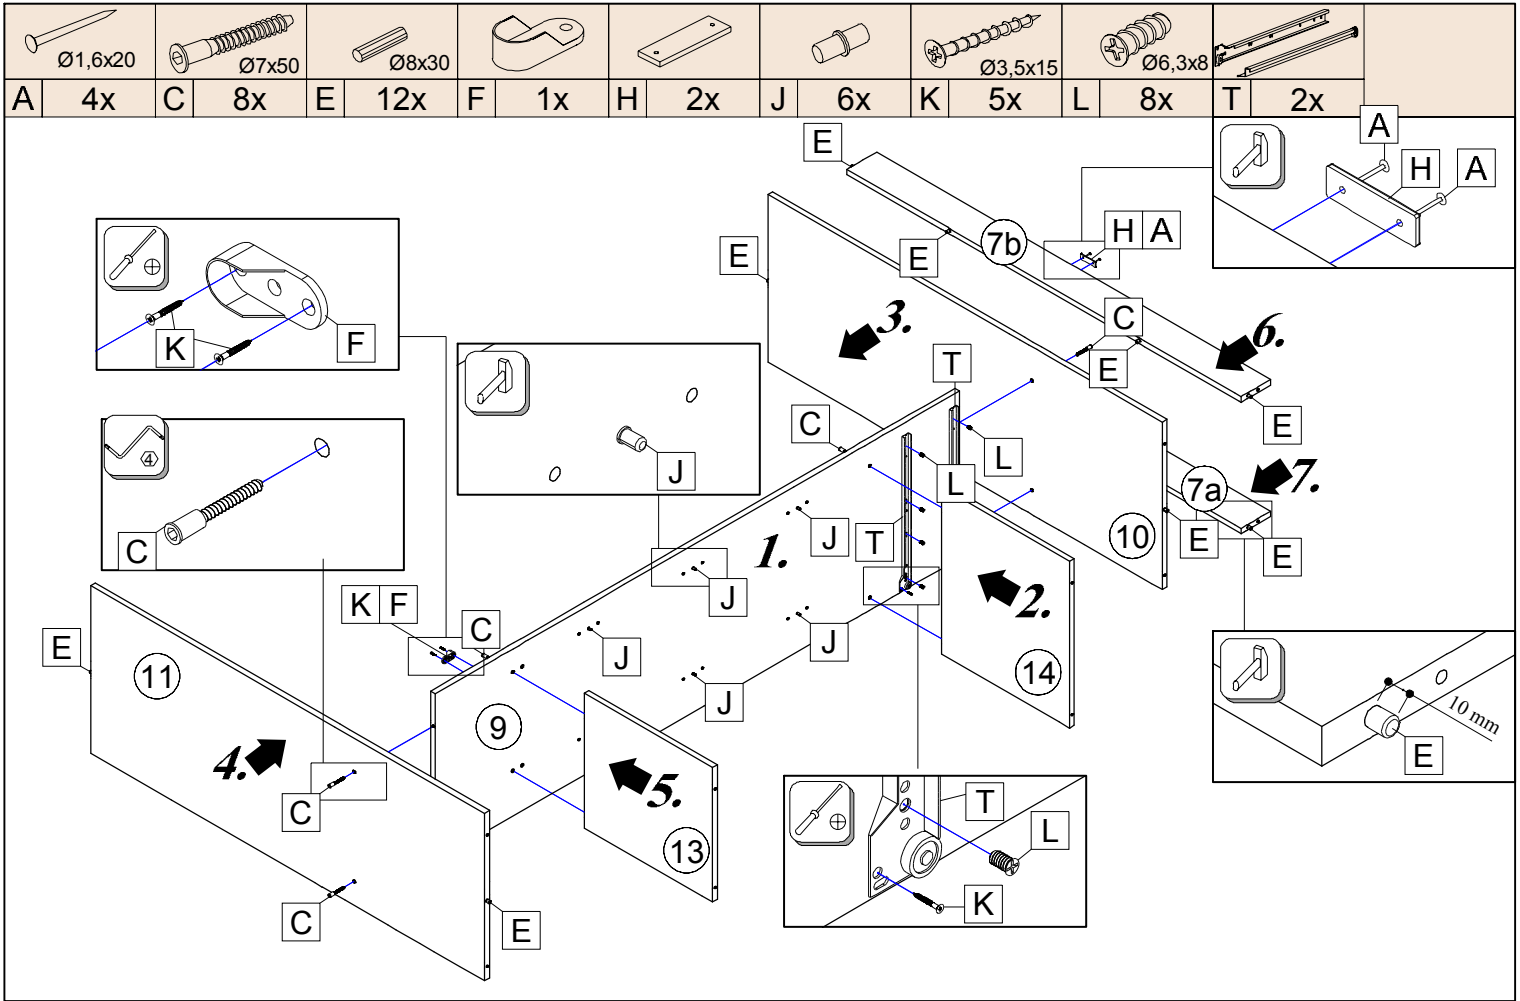 Ø1,6x20
Ø7x50
Ø8x30
Ø3,5x15
Ø6,3x8
A 4x C 8x E 12x F 1x H 2x J 6x K 5x L 8x T 2x
A
H A
E
7b
H A
E
E
K F
3.
C
6.
E
T
E
4
C
J
C
L
L
7a
7.
J
T
10
E
E
1.
J
K F
C
2.
J
J
E
11
14
J
9
10 mm
E
4.
5.
C
T
L
13
K
C
E